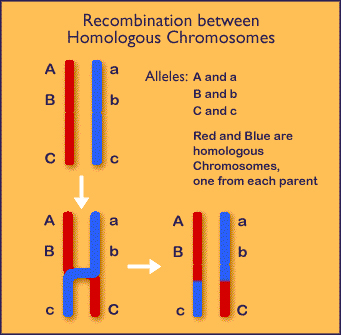 Recombination between
Homologous Chromosomes
A a
B b
C c
Alleles: A and a
B and b
C and c
Red and Blue are
homologous
Chromosomes,
one from each parent
A a
B b
c C
A a
B b
c C